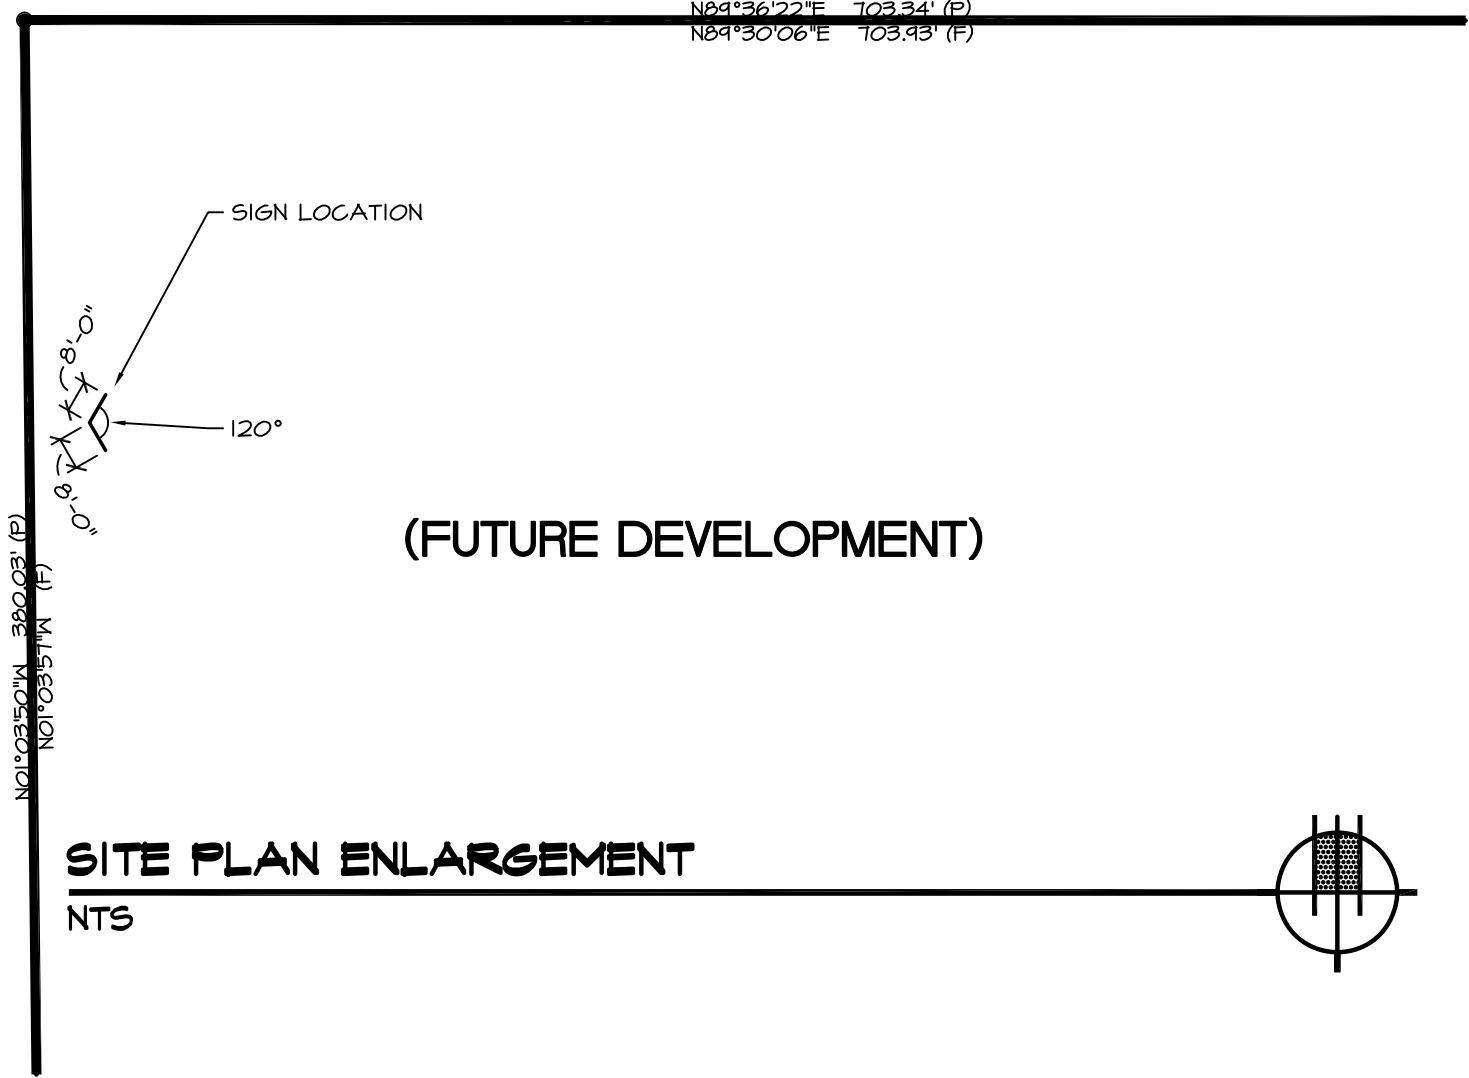 N89°36'22"E 703.34' (P)
N89°30'06"E 703.93' (F)
SIGN LOCATION
8'-0"
120°
8'-0"
(FUTURE DEVELOPMENT)
N01°03'50"W 380.03' (P)
N01°03'57"W (F)
SITE PLAN ENLARGEMENT
NTS